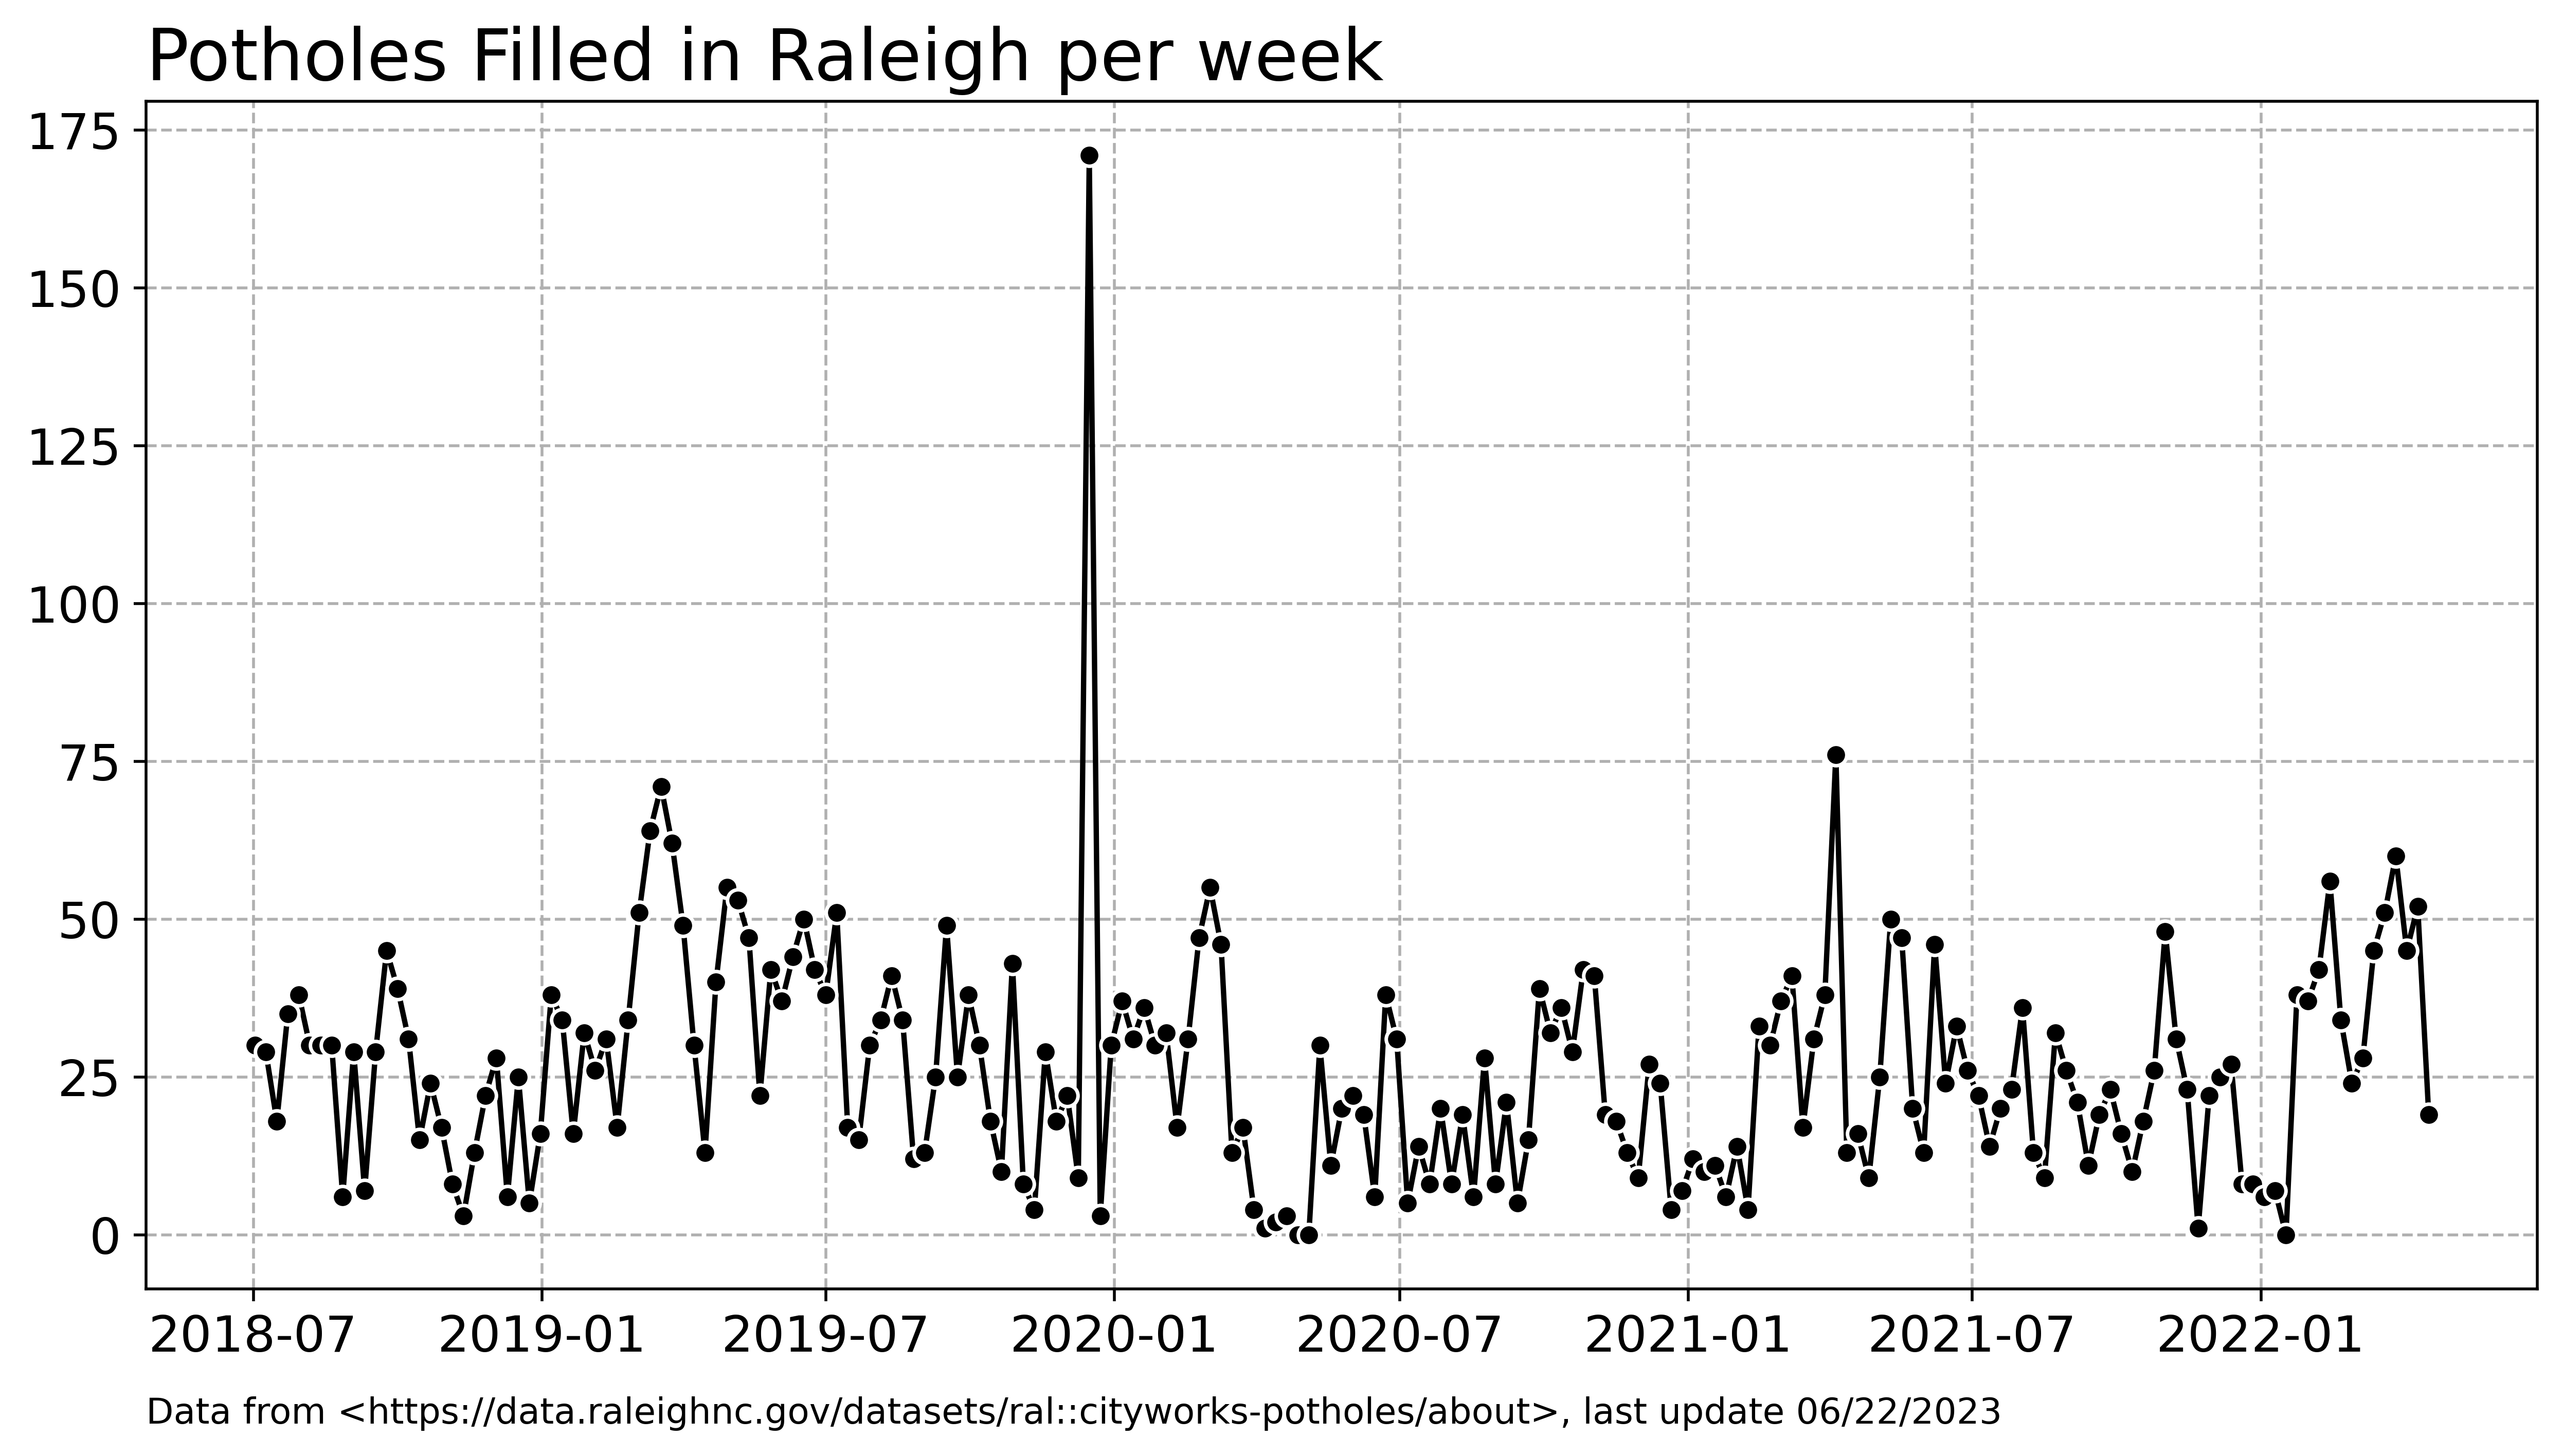 Potholes Filled in Raleigh per week
175
150
125
100
75
50
25
0
2018-07 2019-01 2019-07 2020-01 2020-07 2021-01 2021-07 2022-01
Data from <https://data.raleighnc.gov/datasets/ral::cityworks-potholes/about>, last update 06/22/2023